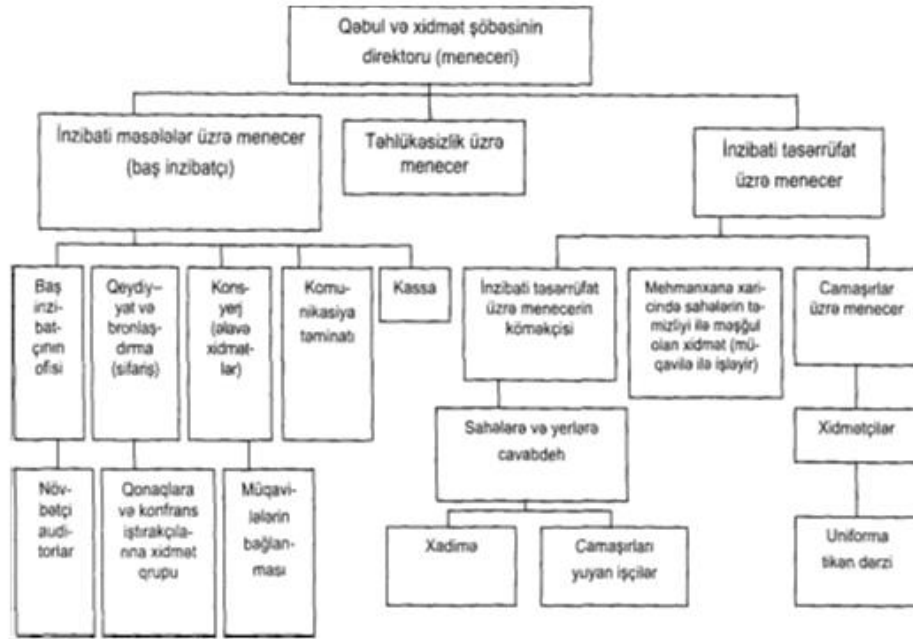 Qəbul və xidmət şöbəsinin
direktoru (meneceri)
İnzibati məsələlər üzrə menecer
(baş inzibatçı)
Təhlükəsizlik üzrə
menecer
İnzibati təsərrüfat
üzrə menecer
Baş
inzi-
bat-
çının
ofisi
Qeydiy-
yat və
bronlaş-
dırma
(sifariş)
Kons-
yerj
(əlavə
xidmət-
lər)
Komu-
nikasiya
təminatı
Kassa
İnzibati təsərrüfat
üzrə menecerin
köməkçisi
Mehmanxana xari-
cində sahələrin tə-
mizliyi ilə məşğul
olan xidmət (mü-
qavilə ilə işləyir)
Camaşırlar
üzrə menecer
Sahələrə və yerlərə
cavabdeh
Xidmətçilər
Növ-
bətçi
audi-
torlar
Qonaqlara
və konfrans
iştirakçıla-
rına xidmət
qrupu
Müqavi-
lələrin
bağlan-
ması
Xadimə
Camaşırları
yuyan işçilər
Uniforma
tikən dərzi